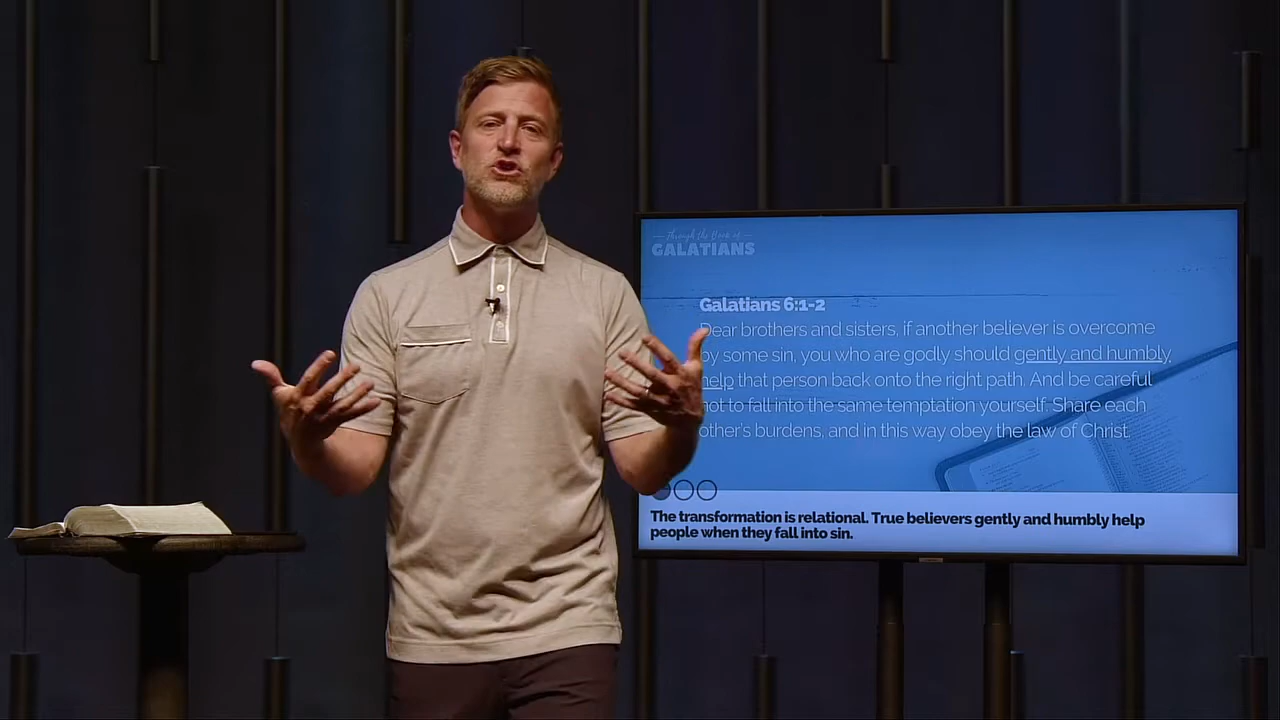 Through the Book of
GALATIANS
Galatians 6:1-2
Dear brothers and sisters, if another believer is overcome
by some sin, you who are godly should gently and humbly
help that person back onto the right path. And be careful
not to fall into the same temptation yourself. Share each
other's burdens, and in this way obey the law of Christ.
The transformation is relational. True believers gently and humbly help
people when they fall into sin.